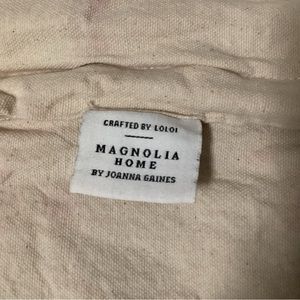 CRAFTED BY LOLOI
MAGNOLIA
HOME
BY JOANNA GAINES